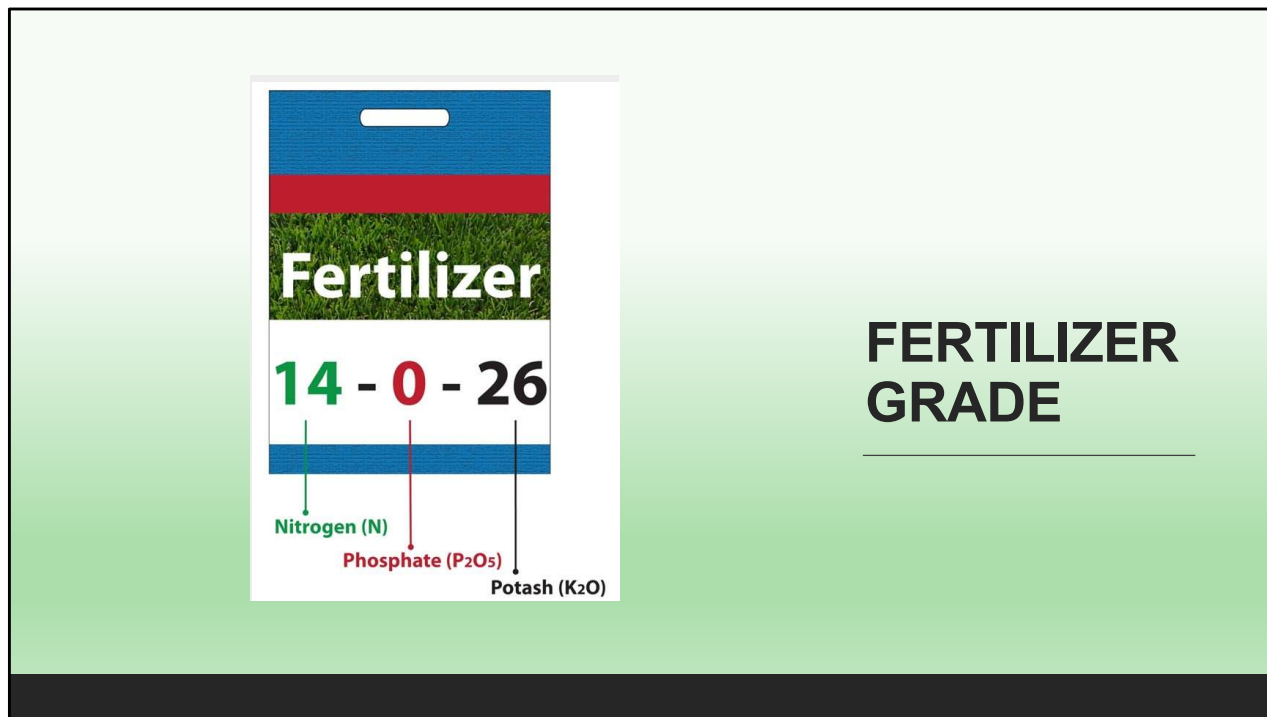 Fertilizer
14 - 0 - 26
Nitrogen (N)
Phosphate (P2O5)
Potash (K2O)
FERTILIZER
GRADE